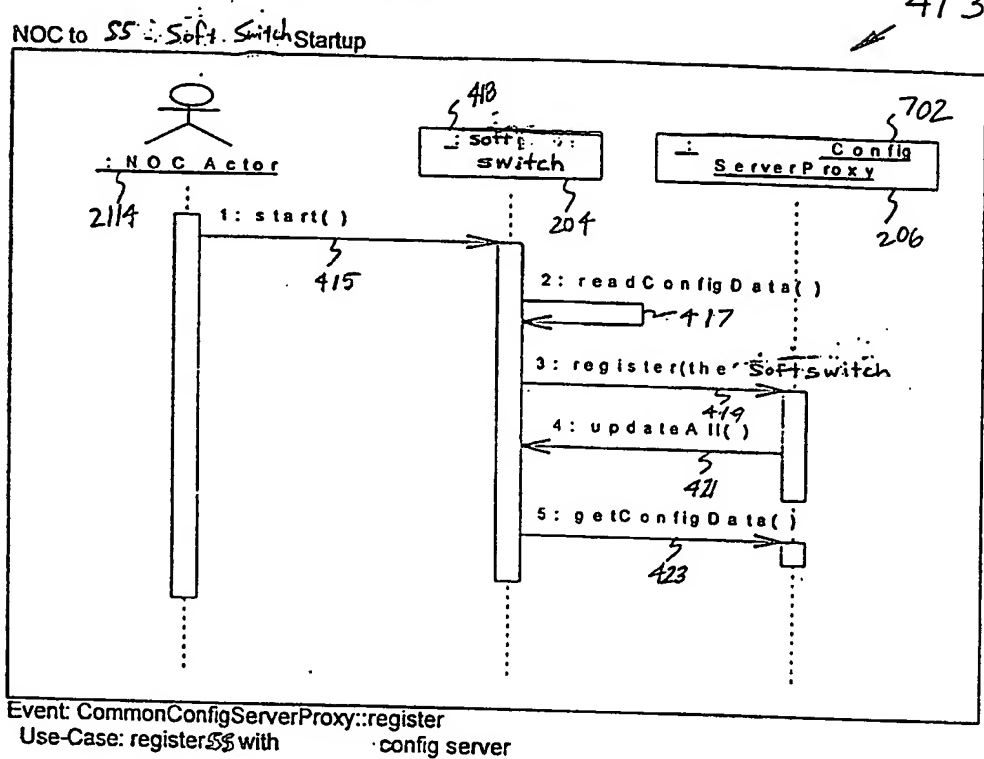 413
NOC to SS : Soft Switch Startup
418
702
: NOC Actor
: soft
switch
: Config
ServerProxy
2114
204
206
1: start()
415
2: readConfigData()
417
3: register(the Softswitch
419
4: updateAll()
421
5: getConfigData()
423
Event: CommonConfigServerProxy::register
Use-Case: register SS with config server